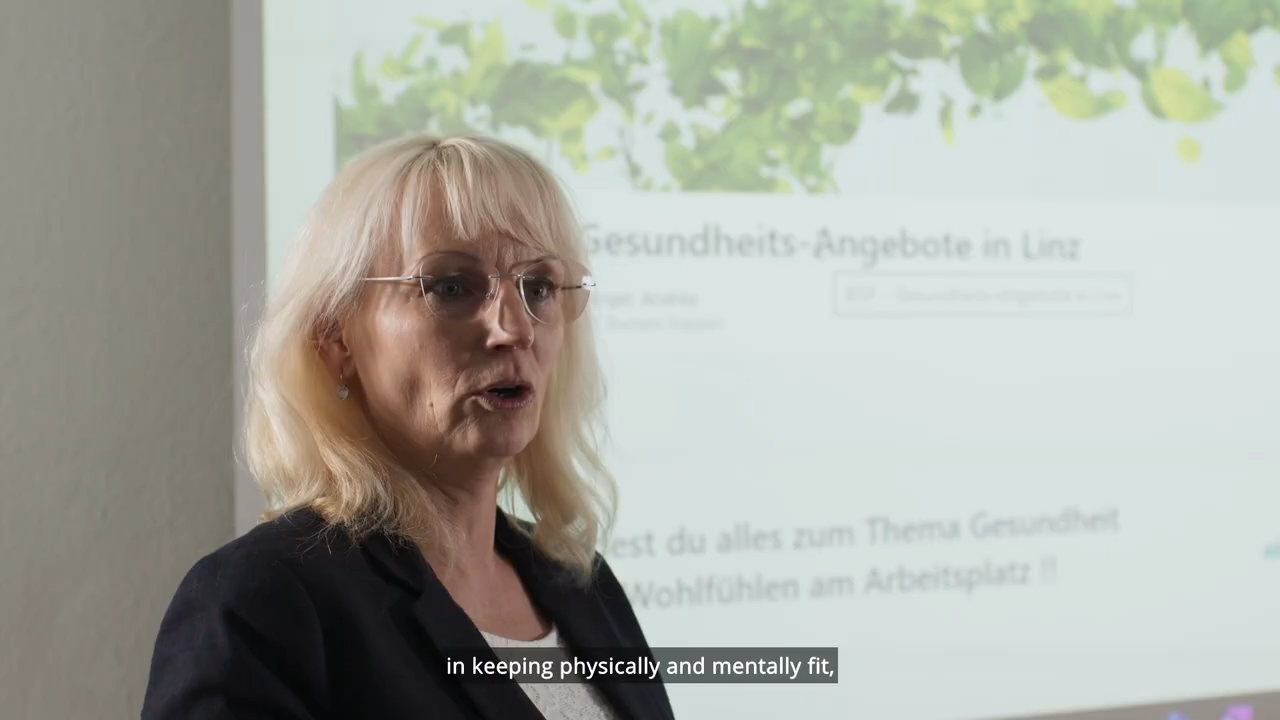 Gesundheits-Angebote in Linz
Andrea
est du alles zum Thema Gesundheit
Wohlfühlen am Arbeitsplatz !!
in keeping physically and mentally fit,